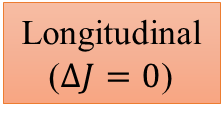 Longitudinal
(ΔJ = 0)